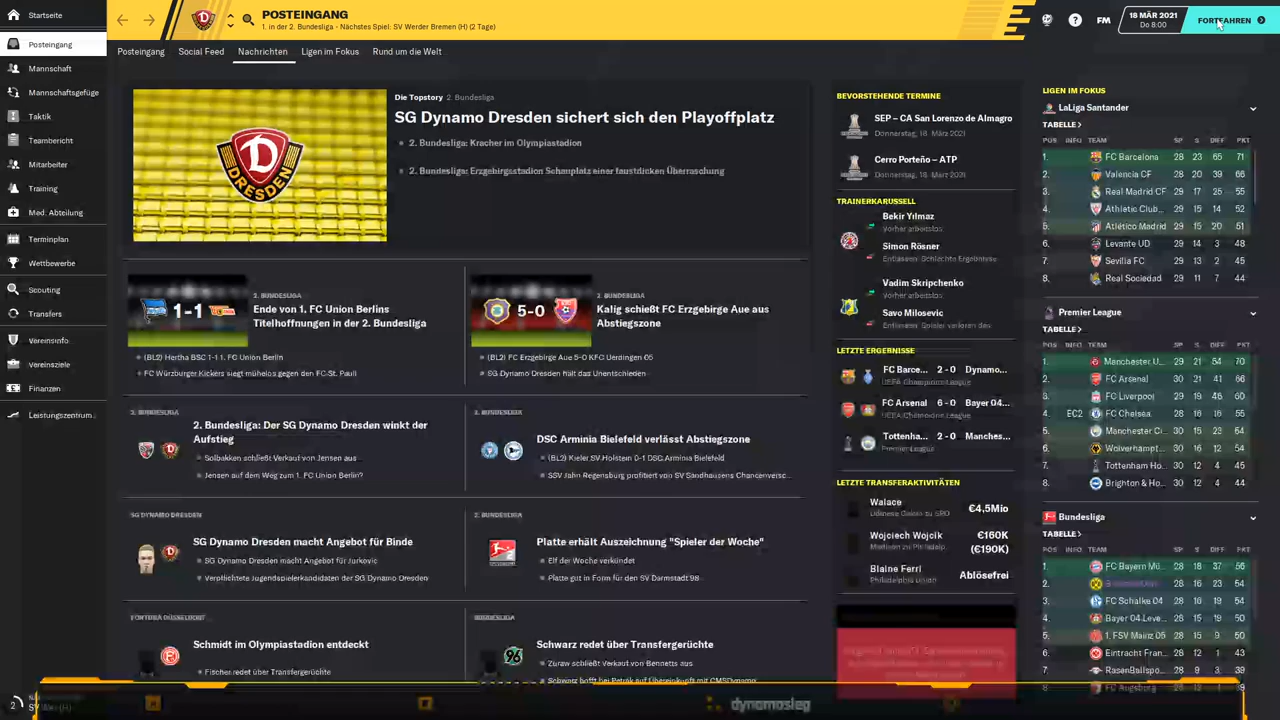 Startseite
Posteingang
Mannschaft
Mannschaftsgefüge
Taktik
Teambericht
Mitarbeiter
Training
Med. Abteilung
Terminplan
Wettbewerbe
Scouting
Transfers
Vereinsinfo
Vereinsziele
Finanzen
Leistungszentrum
POSTEINGANG
1. in der 2. Bundesliga - Nächstes Spiel: SV Werder Bremen (H) (2 Tage)
FM
18 MÄR 2021
Do 8:00
FORTFAHREN
Posteingang Social Feed Nachrichten Ligen im Fokus Rund um die Welt
DRESDEN
Die Topstory 2. Bundesliga
SG Dynamo Dresden sichert sich den Playoffplatz
2. Bundesliga: Kracher im Olympiastadion
2. Bundesliga: Erzgebirgsstadion Schauplatz einer faustdicken Überraschung
1-1
2. BUNDESLIGA
Ende von 1. FC Union Berlins
Titelhoffnungen in der 2. Bundesliga
(BL2) Hertha BSC 1-1 1. FC Union Berlin
FC Würzburger Kickers siegt mühelos gegen den FC St. Pauli
5-0
2. BUNDESLIGA
Kalig schießt FC Erzgebirge Aue aus
Abstiegszone
(BL2) FC Erzgebirge Aue 5-0 KFC Uerdingen 05
SG Dynamo Dresden hält das Unentschieden
2. BUNDESLIGA
2. Bundesliga: Der SG Dynamo Dresden winkt der
Aufstieg
Solbakken schließt Verkauf von Jensen aus
Jensen auf dem Weg zum 1. FC Union Berlin?
2. BUNDESLIGA
DSC Arminia Bielefeld verlässt Abstiegszone
(BL2) Kieler SV Holstein 0-1 DSC Arminia Bielefeld
SSV Jahn Regensburg profitiert von SV Sandhausens Chancenversc...
SG DYNAMO DRESDEN
SG Dynamo Dresden macht Angebot für Binde
SG Dynamo Dresden macht Angebot für Jurkovic
Verpflichtete Jugendspielerkandidaten der SG Dynamo Dresden
2. BUNDESLIGA
Platte erhält Auszeichnung "Spieler der Woche"
Elf der Woche verkündet
Platte gut in Form für den SV Darmstadt 98
FORTUNA DÜSSELDORF
Schmidt im Olympiastadion entdeckt
Fischer redet über Transfergerüchte
BUNDESLIGA
Schwarz redet über Transfergerüchte
Zuraw schließt Verkauf von Bennetts aus
BEVORSTEHENDE TERMINE
SEP – CA San Lorenzo de Almagro
Donnerstag, 18. März 2021
Cerro Porteño – ATP
Donnerstag, 18. März 2021
TRAINERKARUSSELL
Bekir Yılmaz
Vorher arbeitslos
Simon Rösner
Entlassen: Schlechte Ergebnisse
Vadim Skripchenko
Vorher arbeitslos
Savo Milosevic
LETZTE ERGEBNISSE
FC Barce... 2 - 0 Dynamo...
UEFA Champions League
FC Arsenal 6 - 0 Bayer 04...
UEFA Champions League
Tottenha... 2 - 0 Manches...
Premier League
LETZTE TRANSFERAKTIVITÄTEN
Walace
€4,5Mio
Wojciech Wojcik
€160K
(€190K)
Blaine Ferri
Philadelphia Union
Ablösefrei
LIGEN IM FOKUS
LaLiga Santander
TABELLE >
PL INFO VEREIN SP S DIFF PKT
1. FC Barcelona 28 23 65 71
2. Valencia CF 28 20 23 66
3. Real Madrid CF 29 17 25 55
4. Athletic Club... 29 15 14 52
5. Atlético Madrid 29 15 20 51
6. Levante UD 29 14 3 48
7. Sevilla FC 29 13 2 45
8. Real Sociedad 29 11 7 44
Premier League
TABELLE >
PL INFO VEREIN SP S DIFF PKT
1. Manchester U... 29 21 54 70
2. FC Arsenal 30 21 41 66
3. FC Liverpool 29 19 46 60
EC2 FC Chelsea 28 16 16 55
5. Manchester Ci... 30 16 31 54
6. Wolverhampt... 30 16 12 54
7. Tottenham Ho... 30 12 4 45
8. Brighton & Ho... 30 12 4 44
Bundesliga
TABELLE >
PL INFO VEREIN SP S DIFF PKT
1. FC Bayern Mü... 28 18 37 56
2. 28 16 23 54
3. FC Schalke 04 28 16 19 54
4. Bayer 04 Leve... 28 15 19 50
5. 1. FSV Mainz 05 28 15 9 49
6. Eintracht Fran... 28 13 9 43
7. RasenBallspor... 28 9 39
8. FC Augsburg 28
dynamosleg